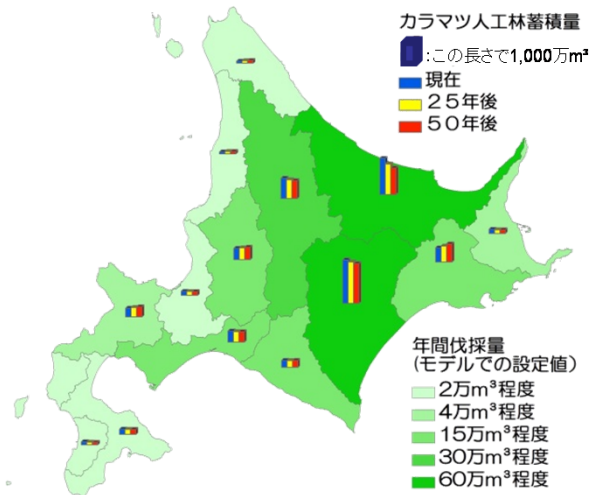 カラマツ人工林蓄積量
:この長さで1,000万m³
現在
２５年後
５０年後
年間伐採量
(モデルでの設定値)
２万m³程度
４万m³程度
１５万m³程度
３０万m³程度
６０万m³程度